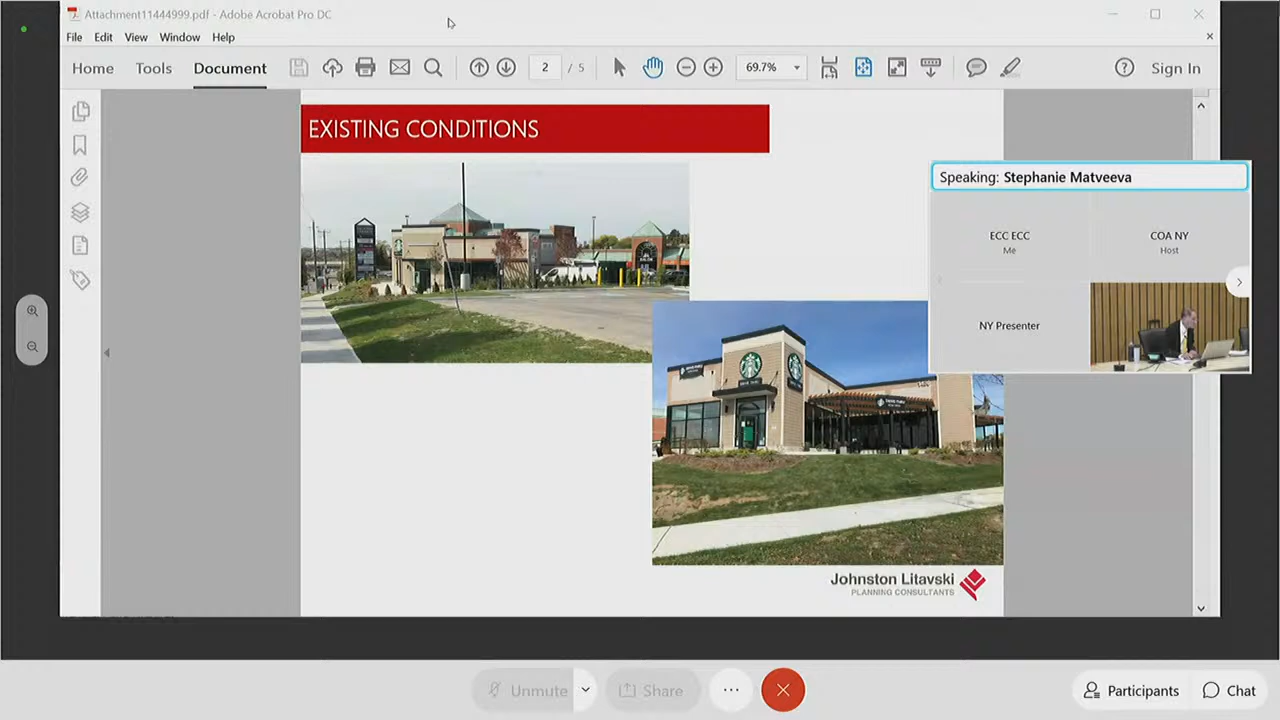 Attachment11444999.pdf - Adobe Acrobat Pro DC
File Edit View Window Help
Home Tools Document 2 / 5 69.7% Sign In
EXISTING CONDITIONS
Speaking: Stephanie Matveeva
ECC ECC
Me
COA NY
Host
NY Presenter
Johnston Litavski
PLANNING CONSULTANTS
Unmute Share Participants Chat